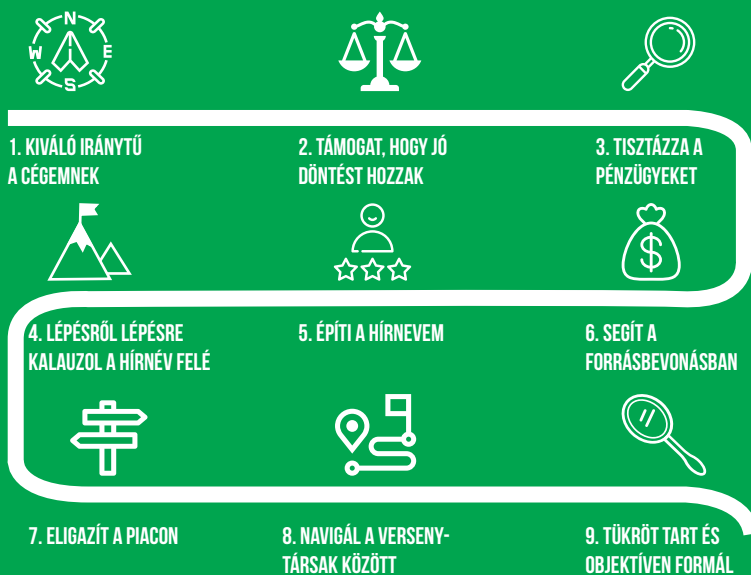 N
W E
S
1. KIVÁLÓ IRÁNYTŰ
A CÉGEMNEK
2. TÁMOGAT, HOGY JÓ
DÖNTÉST HOZZAK
3. TISZTÁZZA A
PÉNZÜGYEKET
$
4. LÉPÉSRŐL LÉPÉSRE
KALAUZOL A HÍRNÉV FELÉ
5. ÉPÍTI A HÍRNEVEM
6. SEGÍT A
FORRÁSBEVONÁSBAN
7. ELIGAZÍT A PIACON
8. NAVIGÁL A VERSENY-
TÁRSAK KÖZÖTT
9. TÜKRÖT TART ÉS
OBJEKTÍVEN FORMÁL